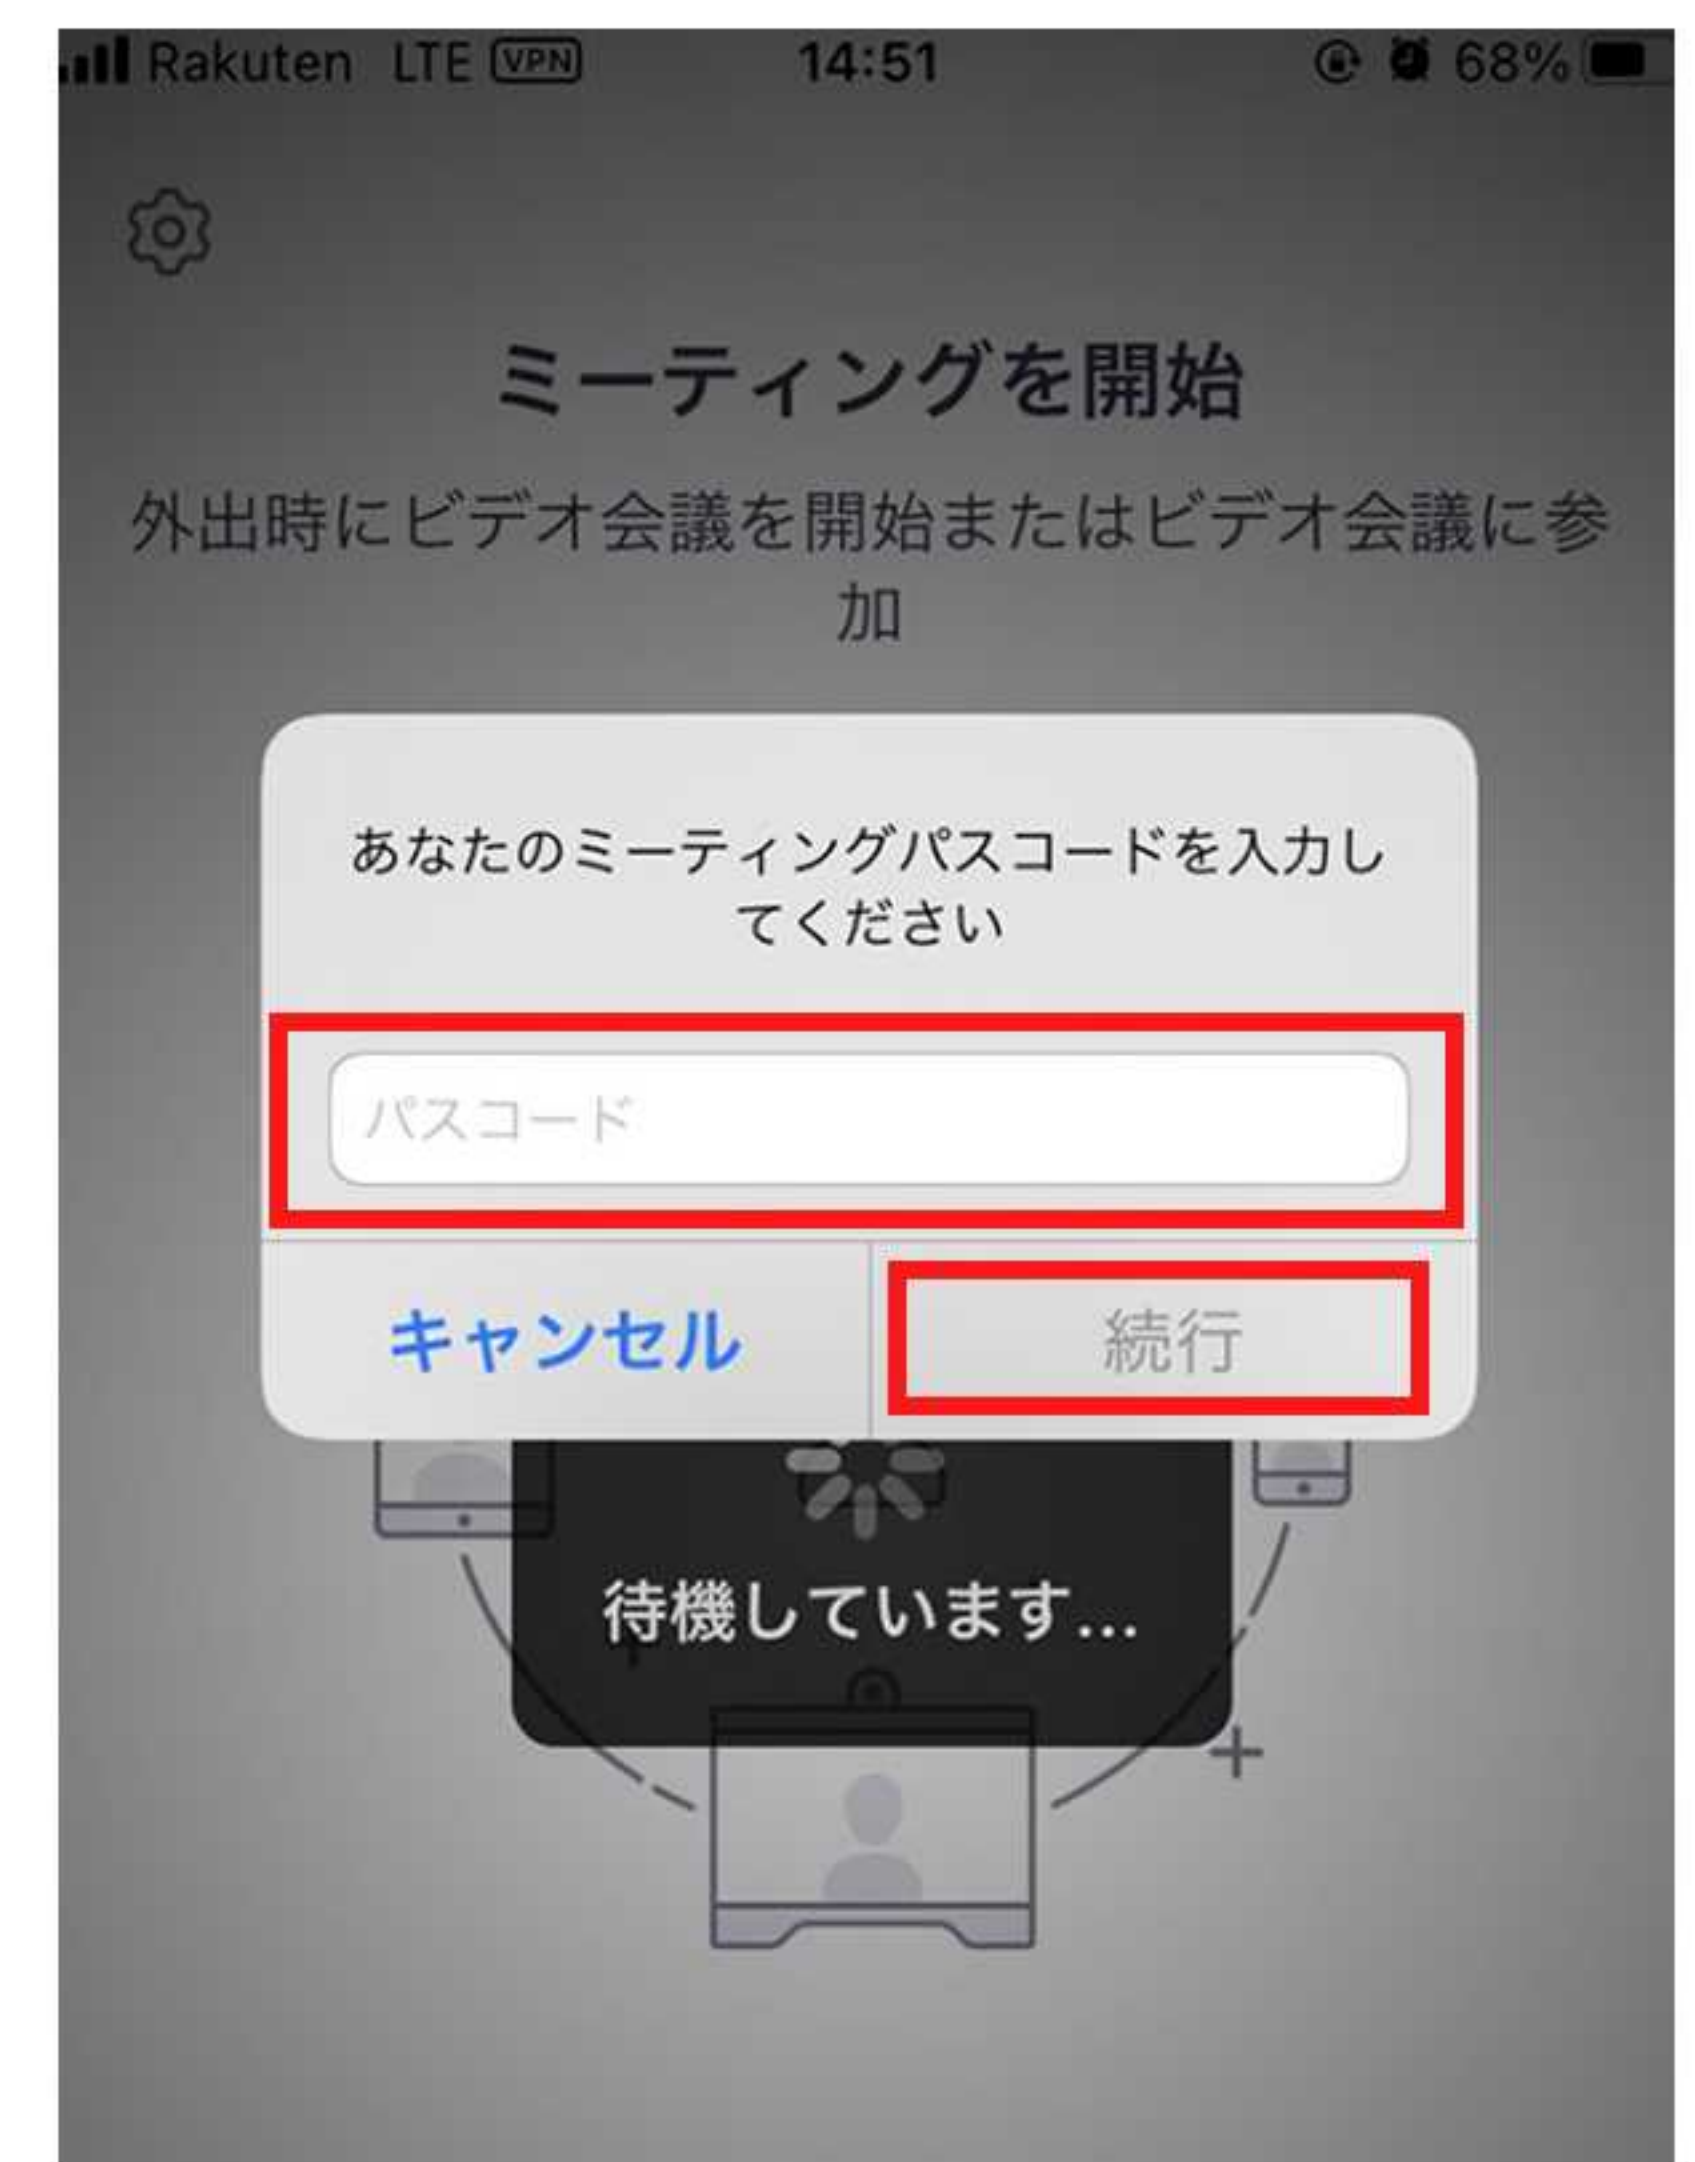 Rakuten LTE VPN 14:51 68%
ミーティングを開始
外出時にビデオ会議を開始またはビデオ会議に参
加
あなたのミーティングパスコードを入力し
てください
パスコード
キャンセル 続行
待機しています...